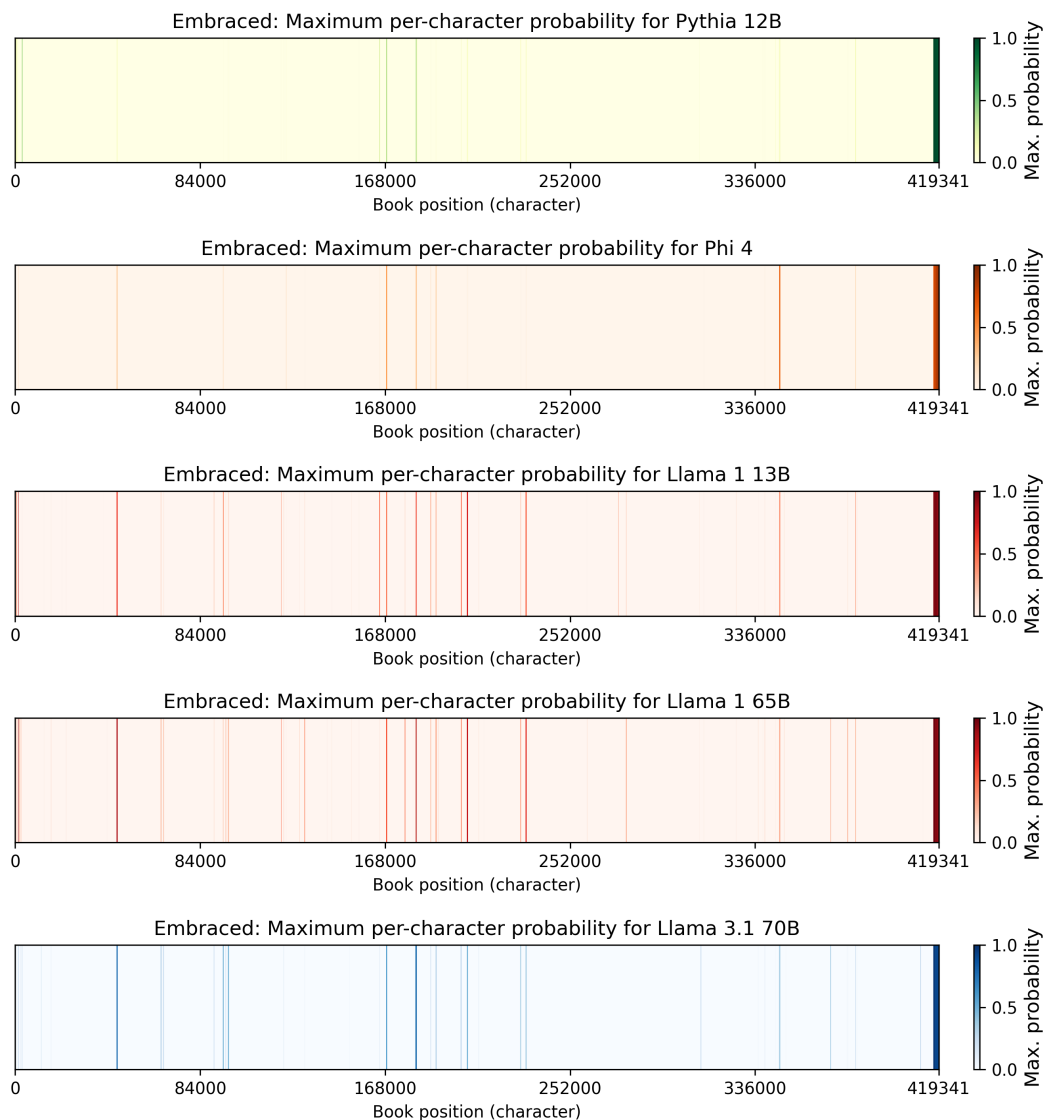 Embraced: Maximum per-character probability for Pythia 12B
1.0
0.5
0.0
Max. probability
0 84000 168000 252000 336000 419341
Book position (character)
Embraced: Maximum per-character probability for Phi 4
1.0
0.5
0.0
Max. probability
0 84000 168000 252000 336000 419341
Book position (character)
Embraced: Maximum per-character probability for Llama 1 13B
1.0
0.5
0.0
Max. probability
0 84000 168000 252000 336000 419341
Book position (character)
Embraced: Maximum per-character probability for Llama 1 65B
1.0
0.5
0.0
Max. probability
0 84000 168000 252000 336000 419341
Book position (character)
Embraced: Maximum per-character probability for Llama 3.1 70B
1.0
0.5
0.0
Max. probability
0 84000 168000 252000 336000 419341
Book position (character)